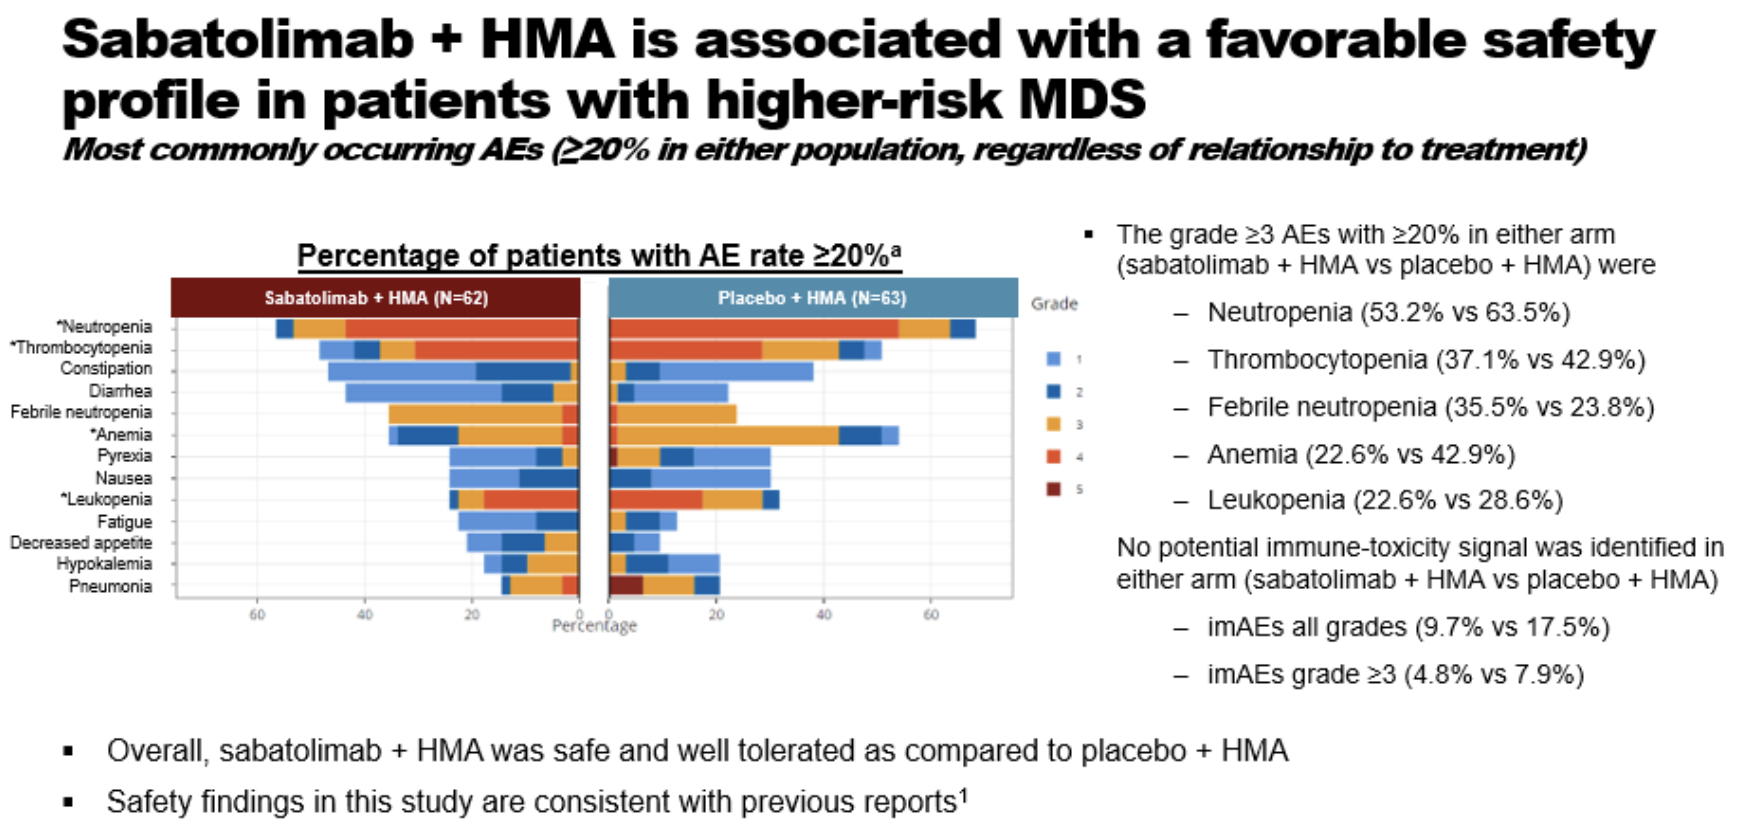 Sabatolimab + HMA is associated with a favorable safety
profile in patients with higher-risk MDS
Most commonly occurring AEs (≥20% in either population, regardless of relationship to treatment)
Percentage of patients with AE rate ≥20%ᵃ
Sabatolimab + HMA (N=62)
Placebo + HMA (N=63)
*Neutropenia
*Thrombocytopenia
Constipation
Diarrhea
Febrile neutropenia
*Anemia
Pyrexia
Nausea
*Leukopenia
Fatigue
Decreased appetite
Hypokalemia
Pneumonia
60 40 20 0 0 20 40 60
Percentage
Grade
1
2
3
4
5
▪ The grade ≥3 AEs with ≥20% in either arm
(sabatolimab + HMA vs placebo + HMA) were
– Neutropenia (53.2% vs 63.5%)
– Thrombocytopenia (37.1% vs 42.9%)
– Febrile neutropenia (35.5% vs 23.8%)
– Anemia (22.6% vs 42.9%)
– Leukopenia (22.6% vs 28.6%)
No potential immune-toxicity signal was identified in
either arm (sabatolimab + HMA vs placebo + HMA)
– imAEs all grades (9.7% vs 17.5%)
– imAEs grade ≥3 (4.8% vs 7.9%)
▪ Overall, sabatolimab + HMA was safe and well tolerated as compared to placebo + HMA
▪ Safety findings in this study are consistent with previous reports¹